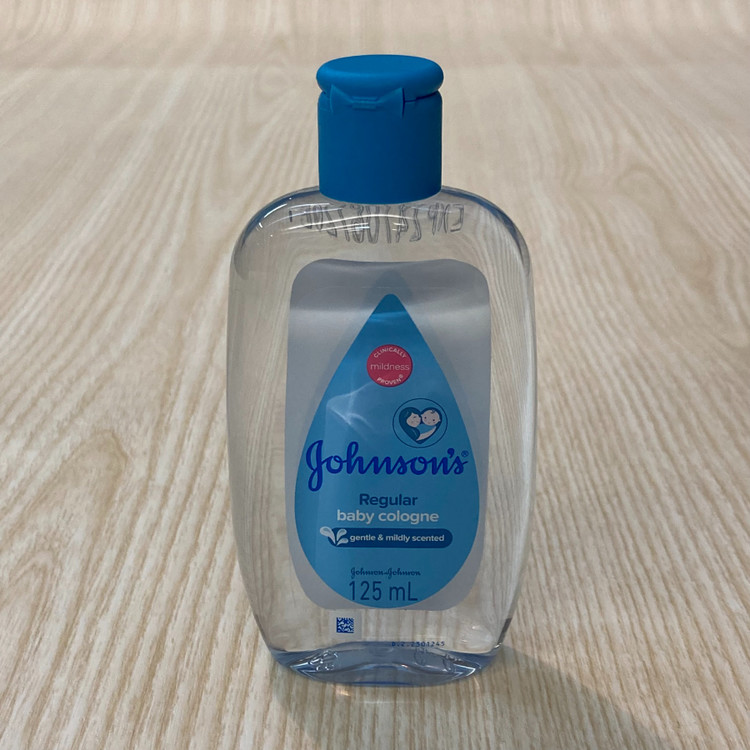 CLINICALLY
mildness
PROVEN®
Johnson's®
Regular
baby cologne
gentle & mildly scented
Johnson & Johnson
125 mL